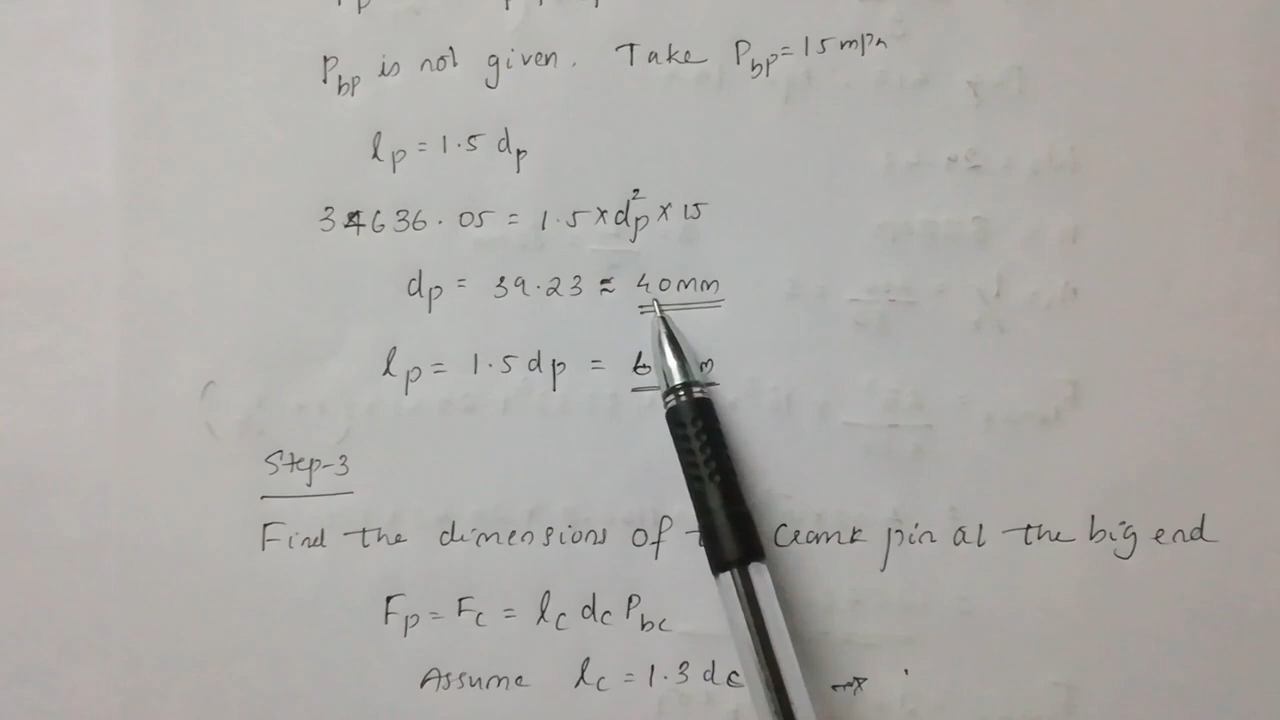 P_bp is not given. Take P_bp = 15 mpa
l_p = 1.5 d_p
34636.05 = 1.5 × d_p² × 15
d_p = 39.23 ≈ 40mm
l_p = 1.5 d_p =
Step-3
Find the dimensions of crank pin at the big end
F_p = F_c = l_c d_c P_bc
Assume l_c = 1.3 d_c